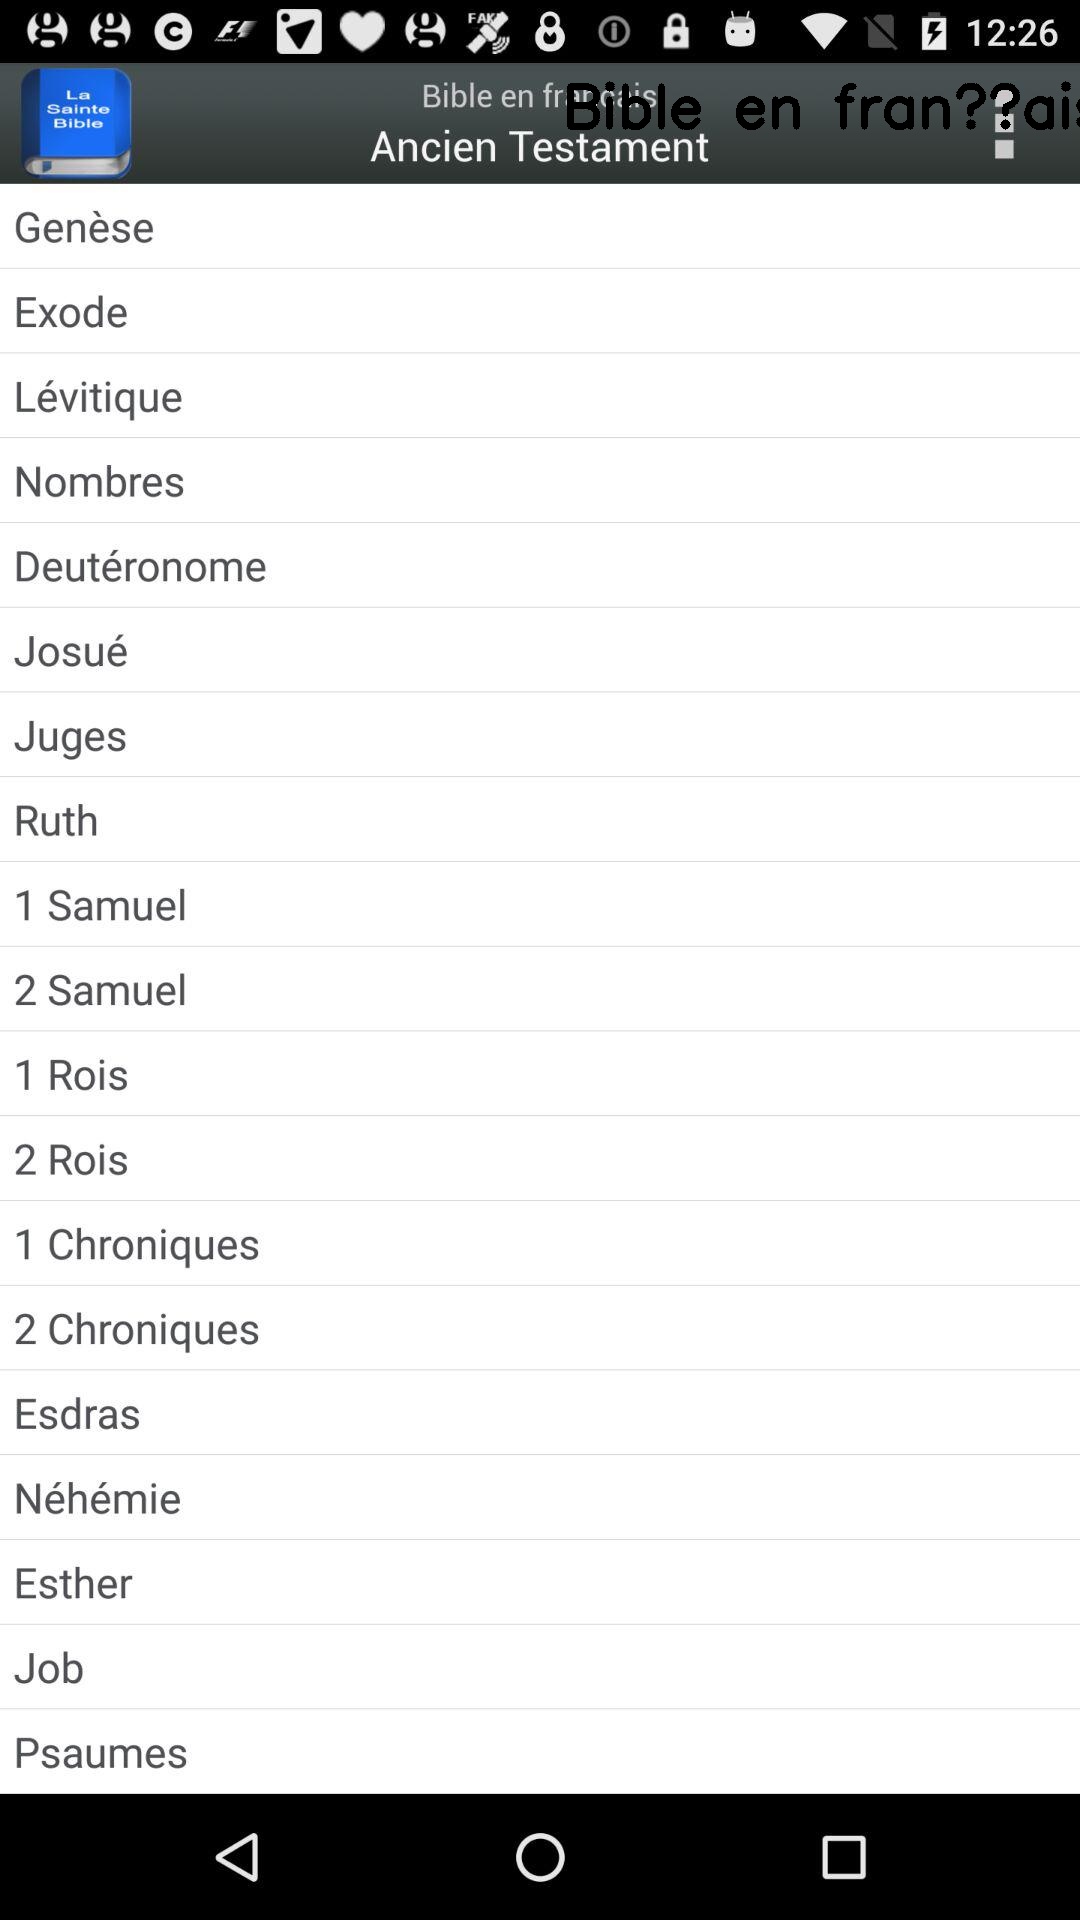 FAKE
12:26
La
Sainte
Bible
Bible en français
Bible en fran??ais
Ancien Testament
Genèse
Exode
Lévitique
Nombres
Deutéronome
Josué
Juges
Ruth
1 Samuel
2 Samuel
1 Rois
2 Rois
1 Chroniques
2 Chroniques
Esdras
Néhémie
Esther
Job
Psaumes